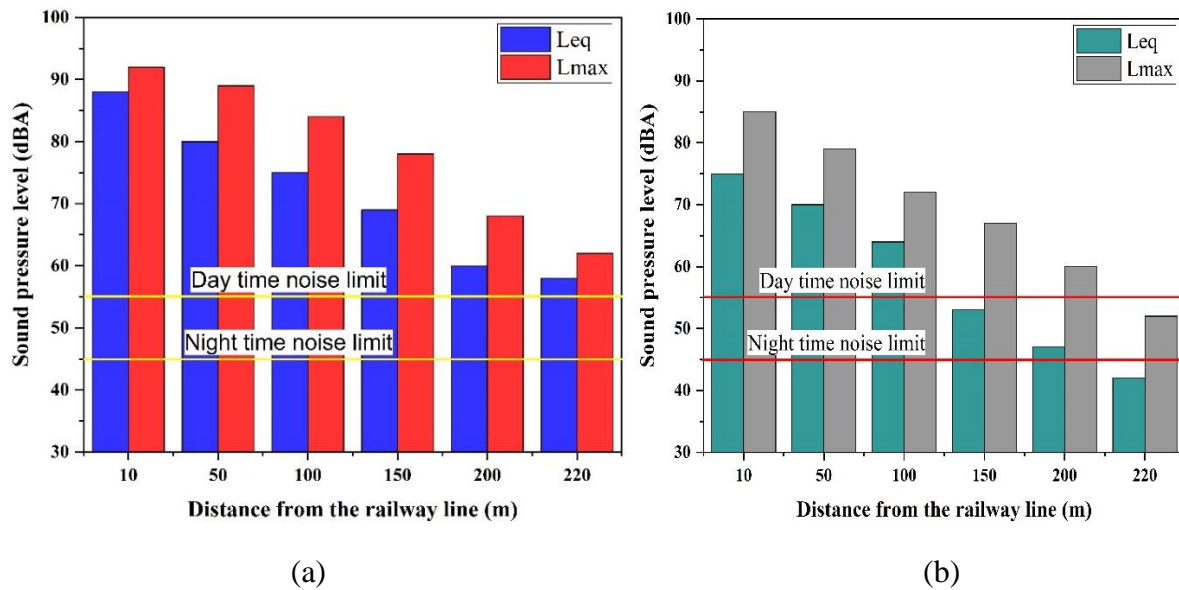 100
90
80
70
60
50
40
30
Sound pressure level (dBA)
Leq
Lmax
Day time noise limit
Night time noise limit
10 50 100 150 200 220
Distance from the railway line (m)
(a)
100
90
80
70
60
50
40
30
Sound pressure level (dBA)
Leq
Lmax
Day time noise limit
Night time noise limit
10 50 100 150 200 220
Distance from the railway line (m)
(b)